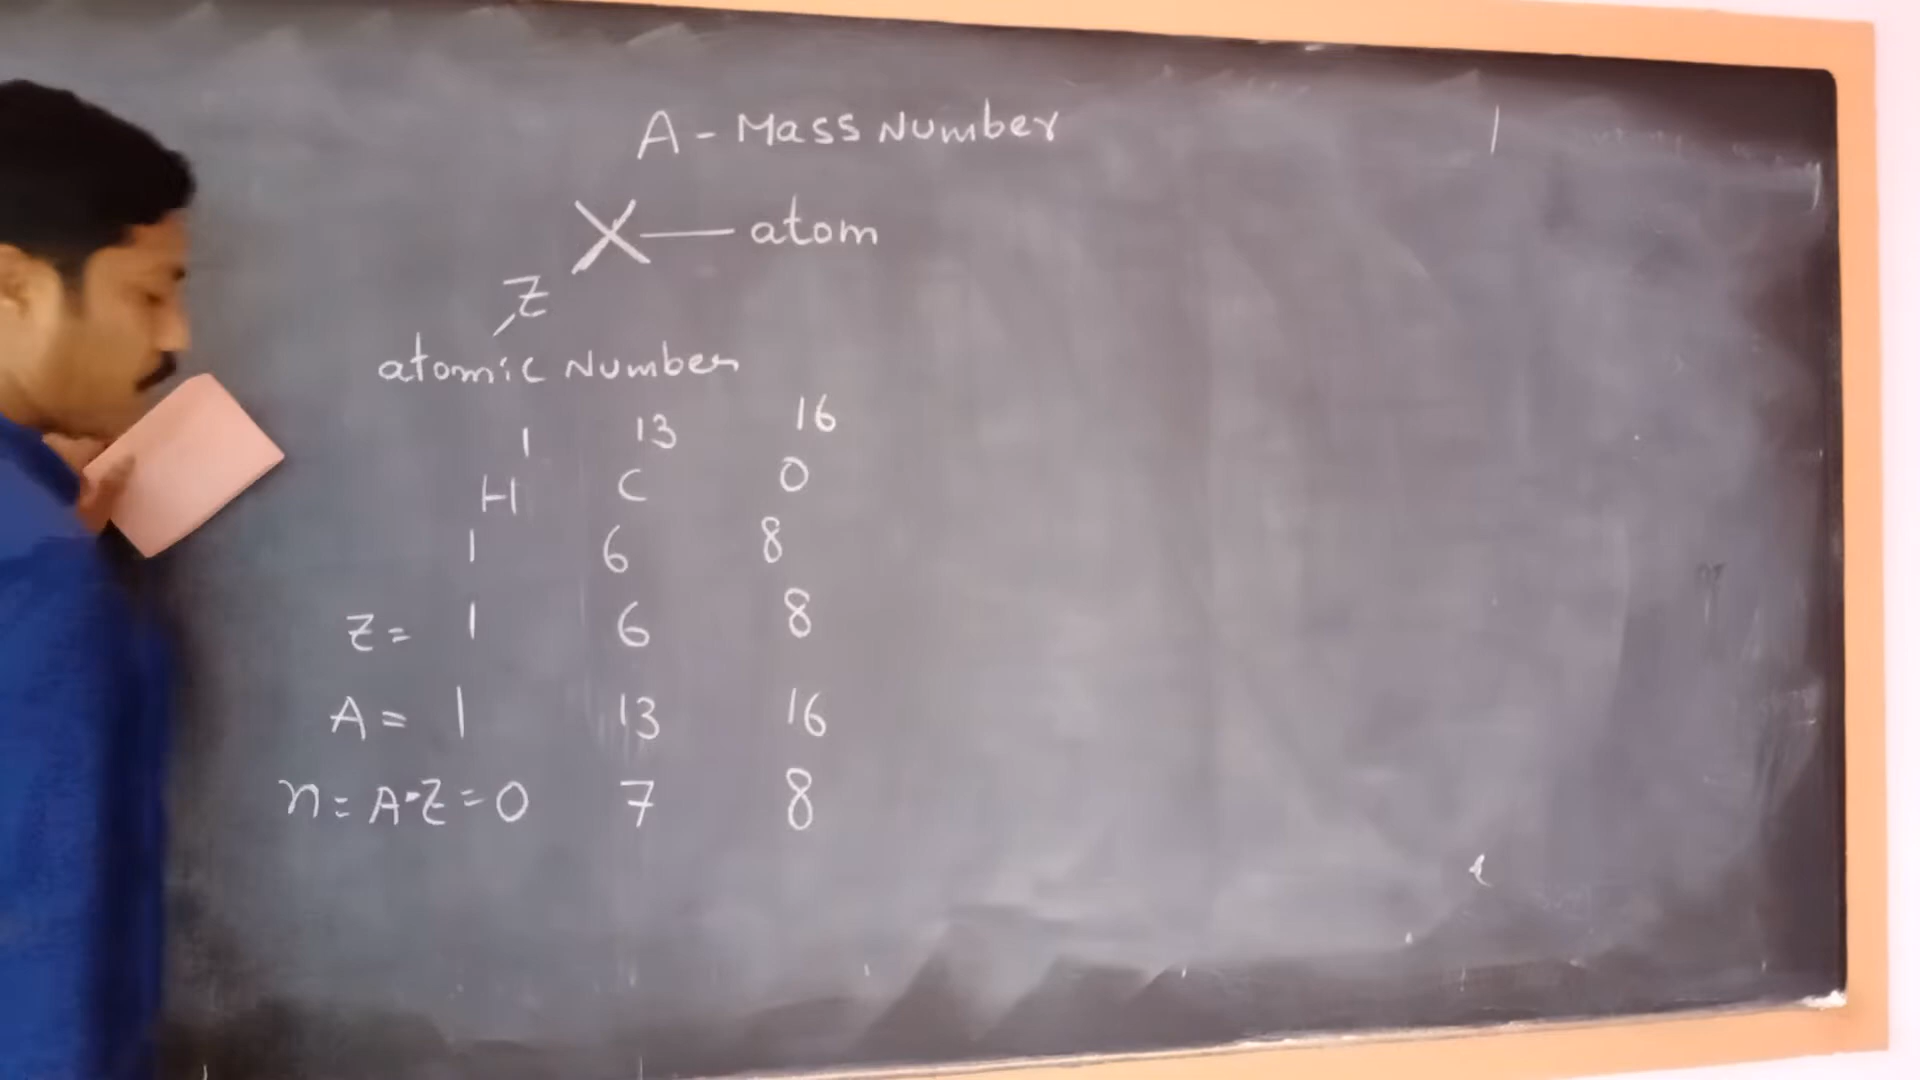 A - Mass Number
X — atom
Z
atomic Number
1 13 16
H C O
1 6 8
Z = 1 6 8
A = 1 13 16
n = A-Z = 0 7 8